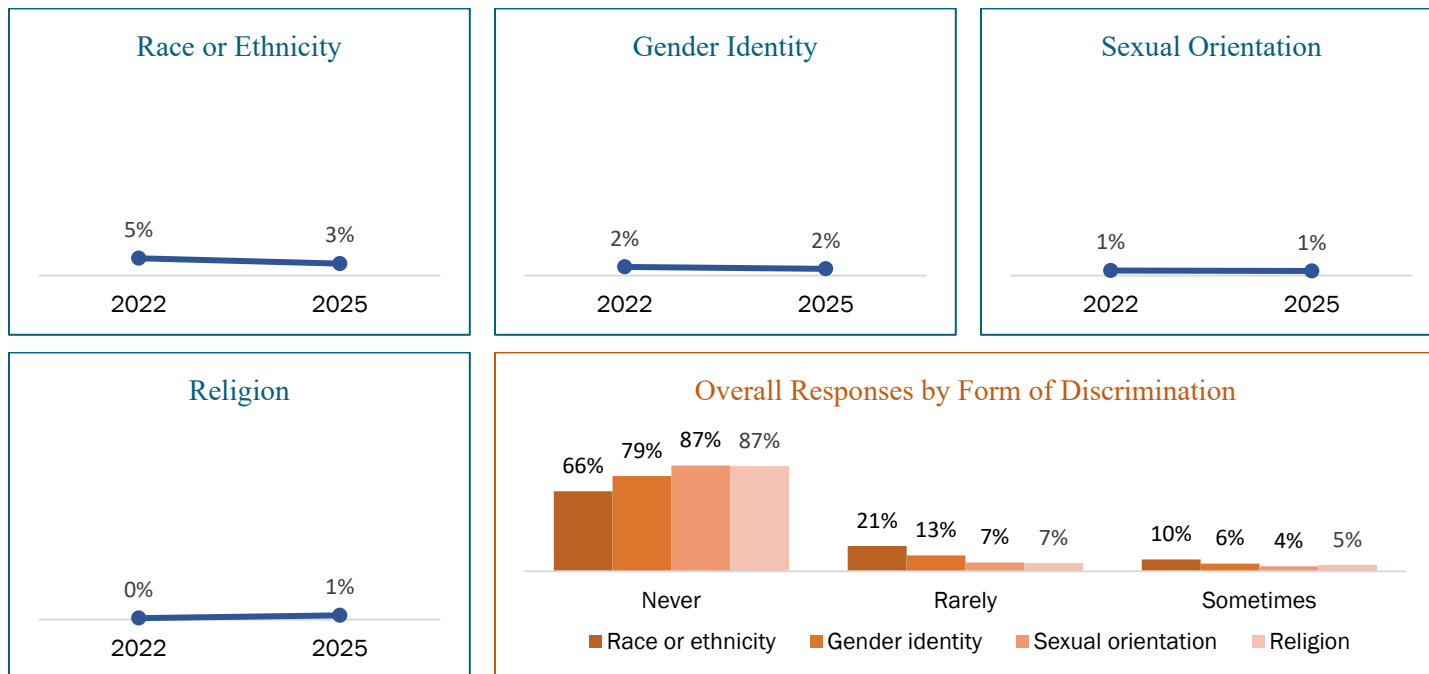 Race or Ethnicity
5%
3%
2022
2025
Gender Identity
2%
2%
2022
2025
Sexual Orientation
1%
1%
2022
2025
Religion
0%
1%
2022
2025
Overall Responses by Form of Discrimination
66%
79%
87%
87%
21%
13%
7%
7%
10%
6%
4%
5%
Never
Rarely
Sometimes
Race or ethnicity
Gender identity
Sexual orientation
Religion